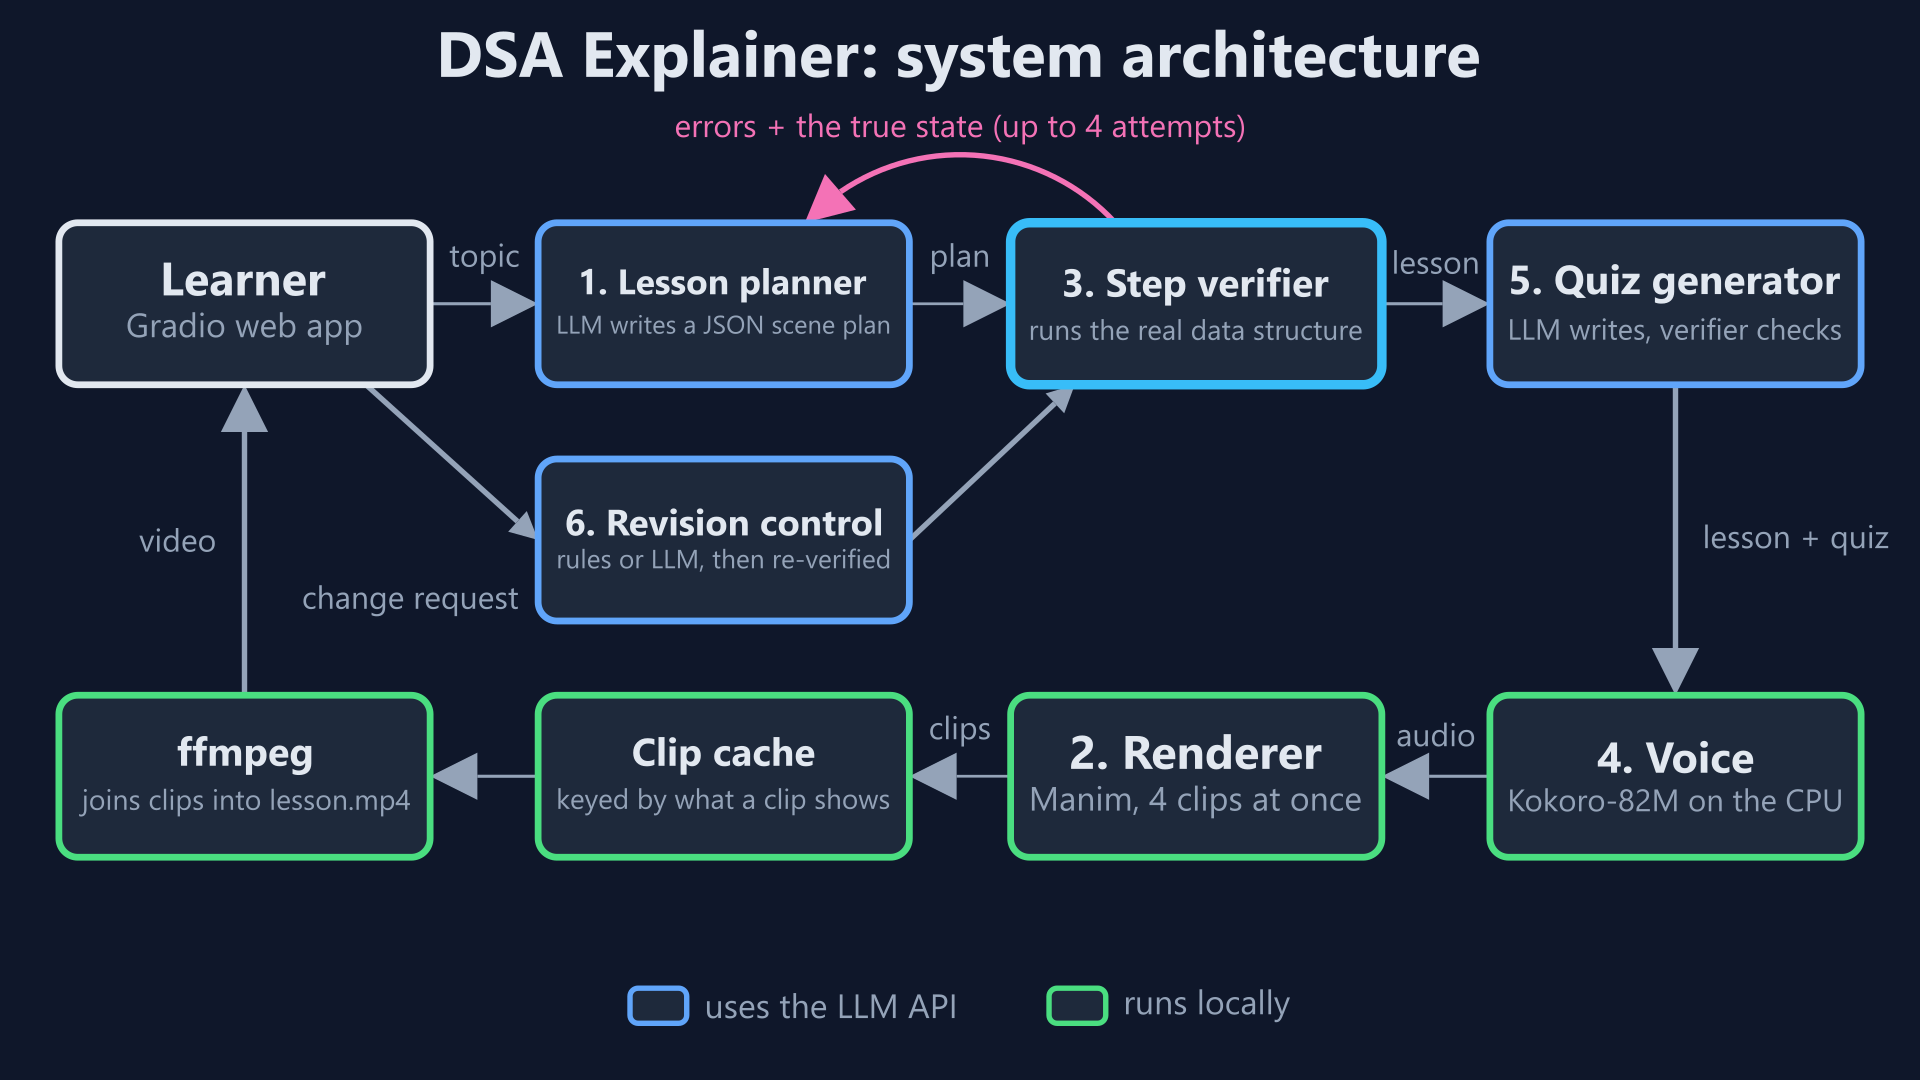 DSA Explainer: system architecture
errors + the true state (up to 4 attempts)
Learner
Gradio web app
topic
1. Lesson planner
LLM writes a JSON scene plan
plan
3. Step verifier
runs the real data structure
lesson
5. Quiz generator
LLM writes, verifier checks
6. Revision control
rules or LLM, then re-verified
video
change request
lesson + quiz
ffmpeg
joins clips into lesson.mp4
Clip cache
keyed by what a clip shows
clips
2. Renderer
Manim, 4 clips at once
audio
4. Voice
Kokoro-82M on the CPU
uses the LLM API
runs locally